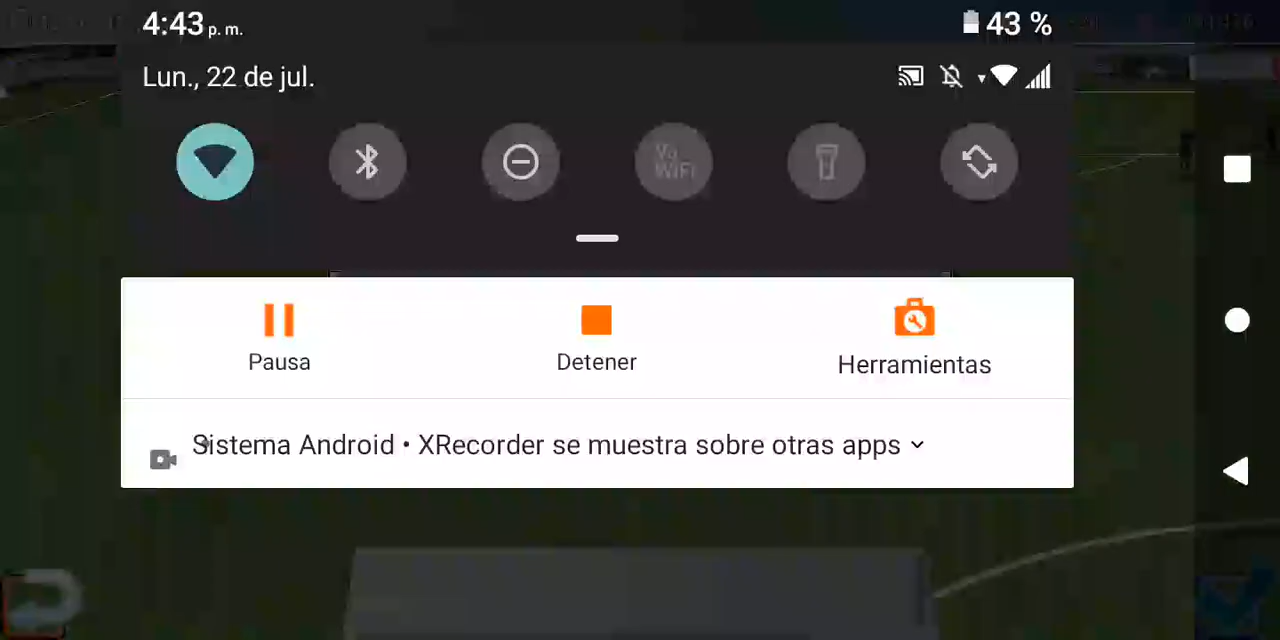 4:43 p. m.
43 %
Lun., 22 de jul.
Vo
WiFi
Pausa
Detener
Herramientas
Sistema Android • XRecorder se muestra sobre otras apps